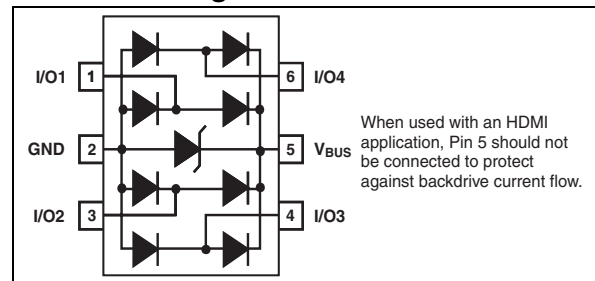 I/O1 1 6 I/O4
GND 2 5 VBUS
I/O2 3 4 I/O3
When used with an HDMI
application, Pin 5 should not
be connected to protect
against backdrive current flow.